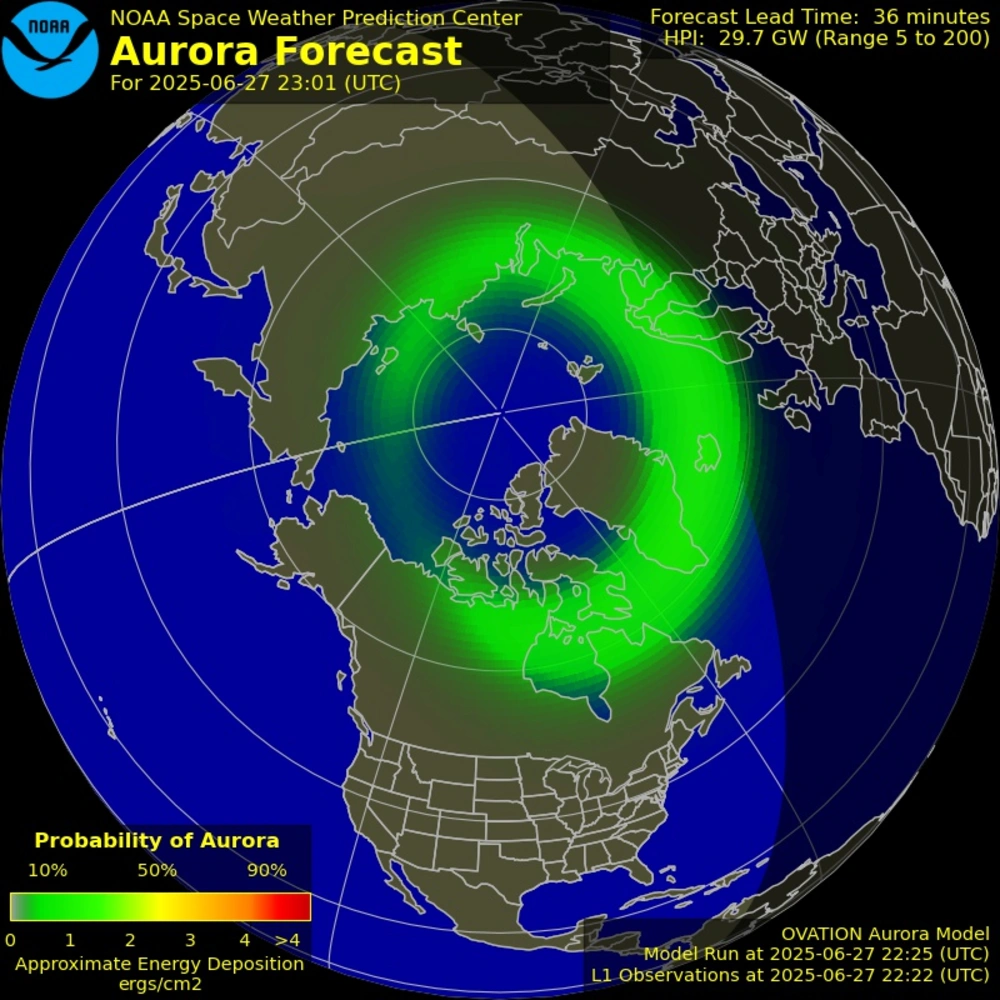 NOAA
NOAA Space Weather Prediction Center
Aurora Forecast
For 2025-06-27 23:01 (UTC)
Forecast Lead Time: 36 minutes
HPI: 29.7 GW (Range 5 to 200)
Probability of Aurora
10% 50% 90%
0 1 2 3 4 >4
Approximate Energy Deposition
ergs/cm2
OVATION Aurora Model
Model Run at 2025-06-27 22:25 (UTC)
L1 Observations at 2025-06-27 22:22 (UTC)